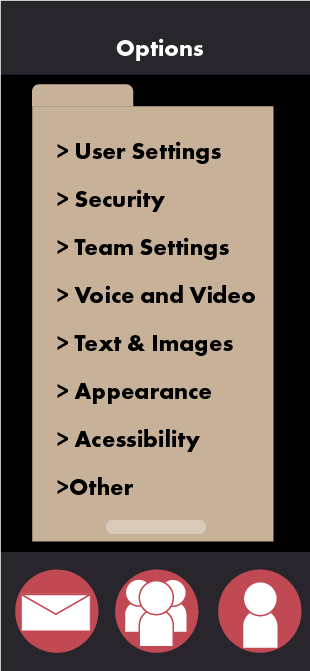 Options
> User Settings
> Security
> Team Settings
> Voice and Video
> Text & Images
> Appearance
> Acessibility
>Other